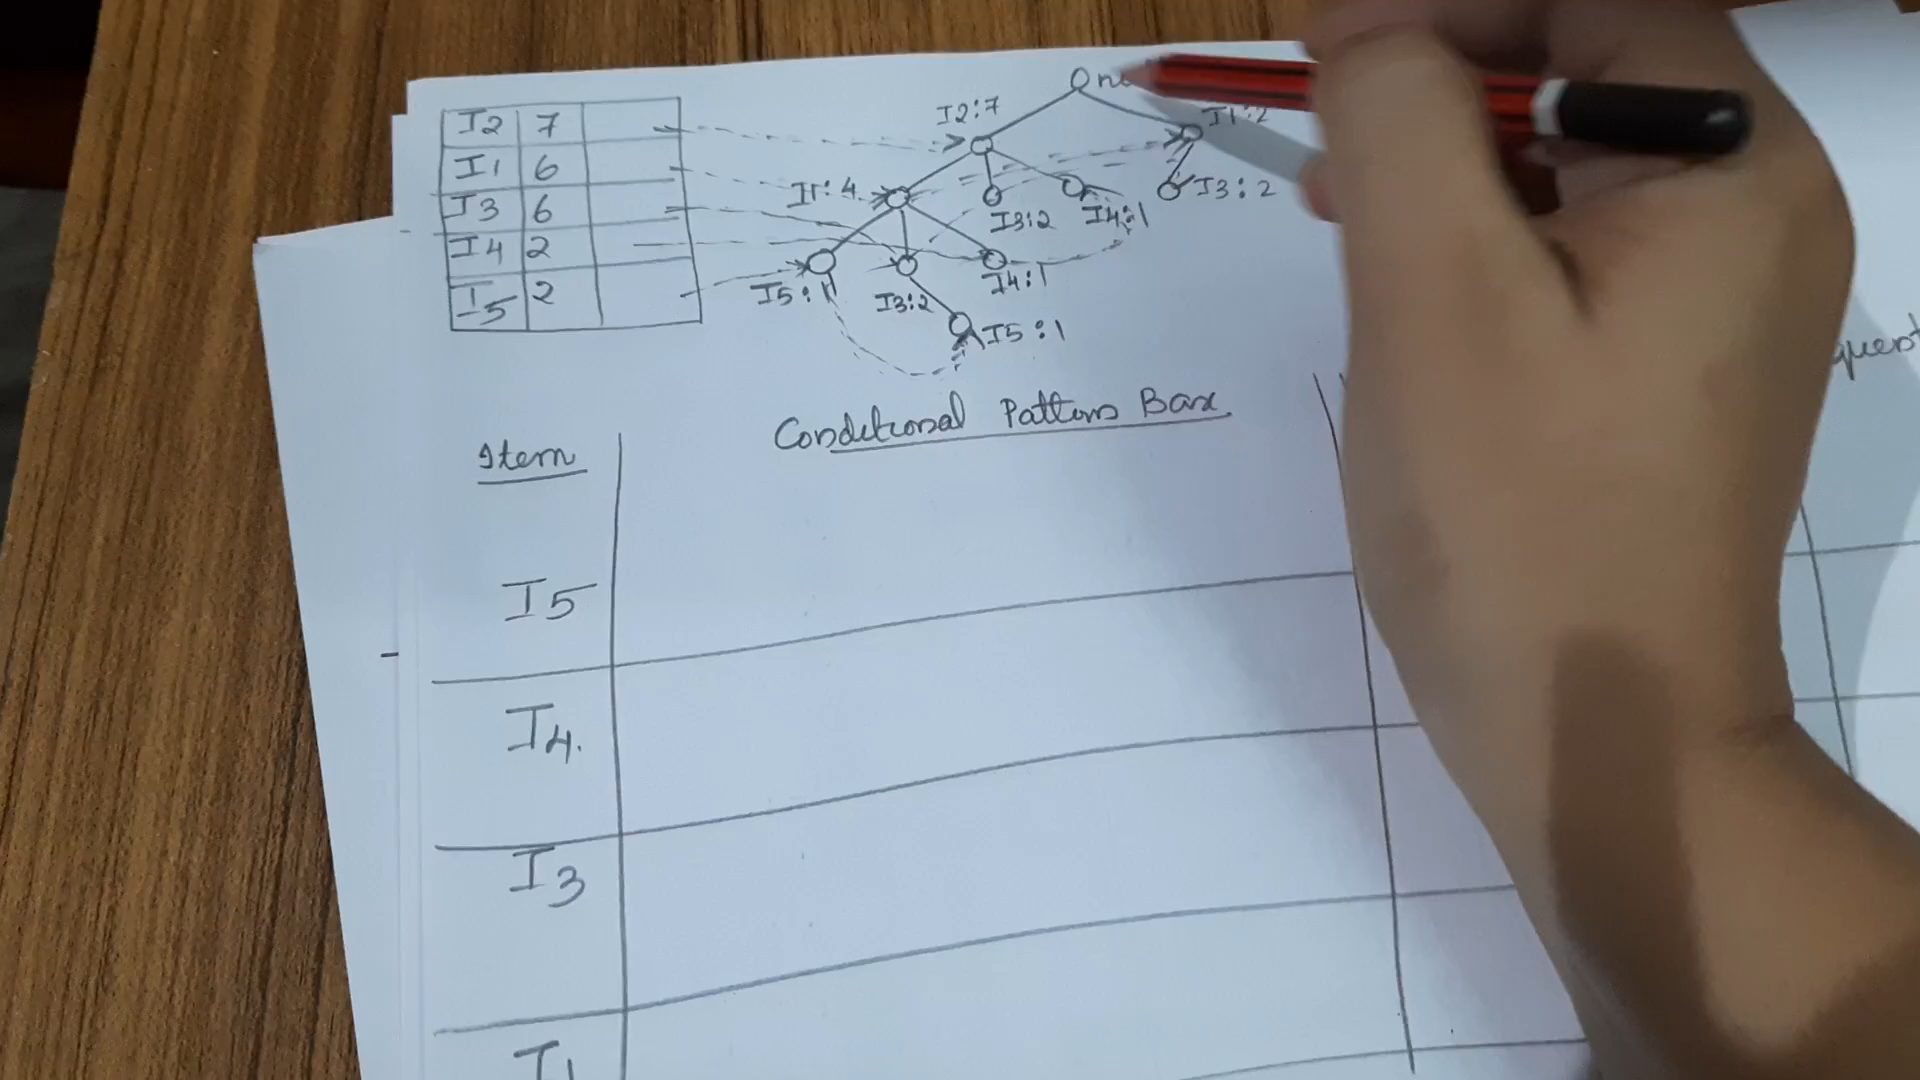 I2 7
I1 6
I3 6
I4 2
I5 2
I2:7
I1:2
I1:4
I3:2
I4:1
I3:2
I5:1
I3:2
I4:1
I5:1
Item
Conditional Pattern Base
I5
I4.
I3
I1